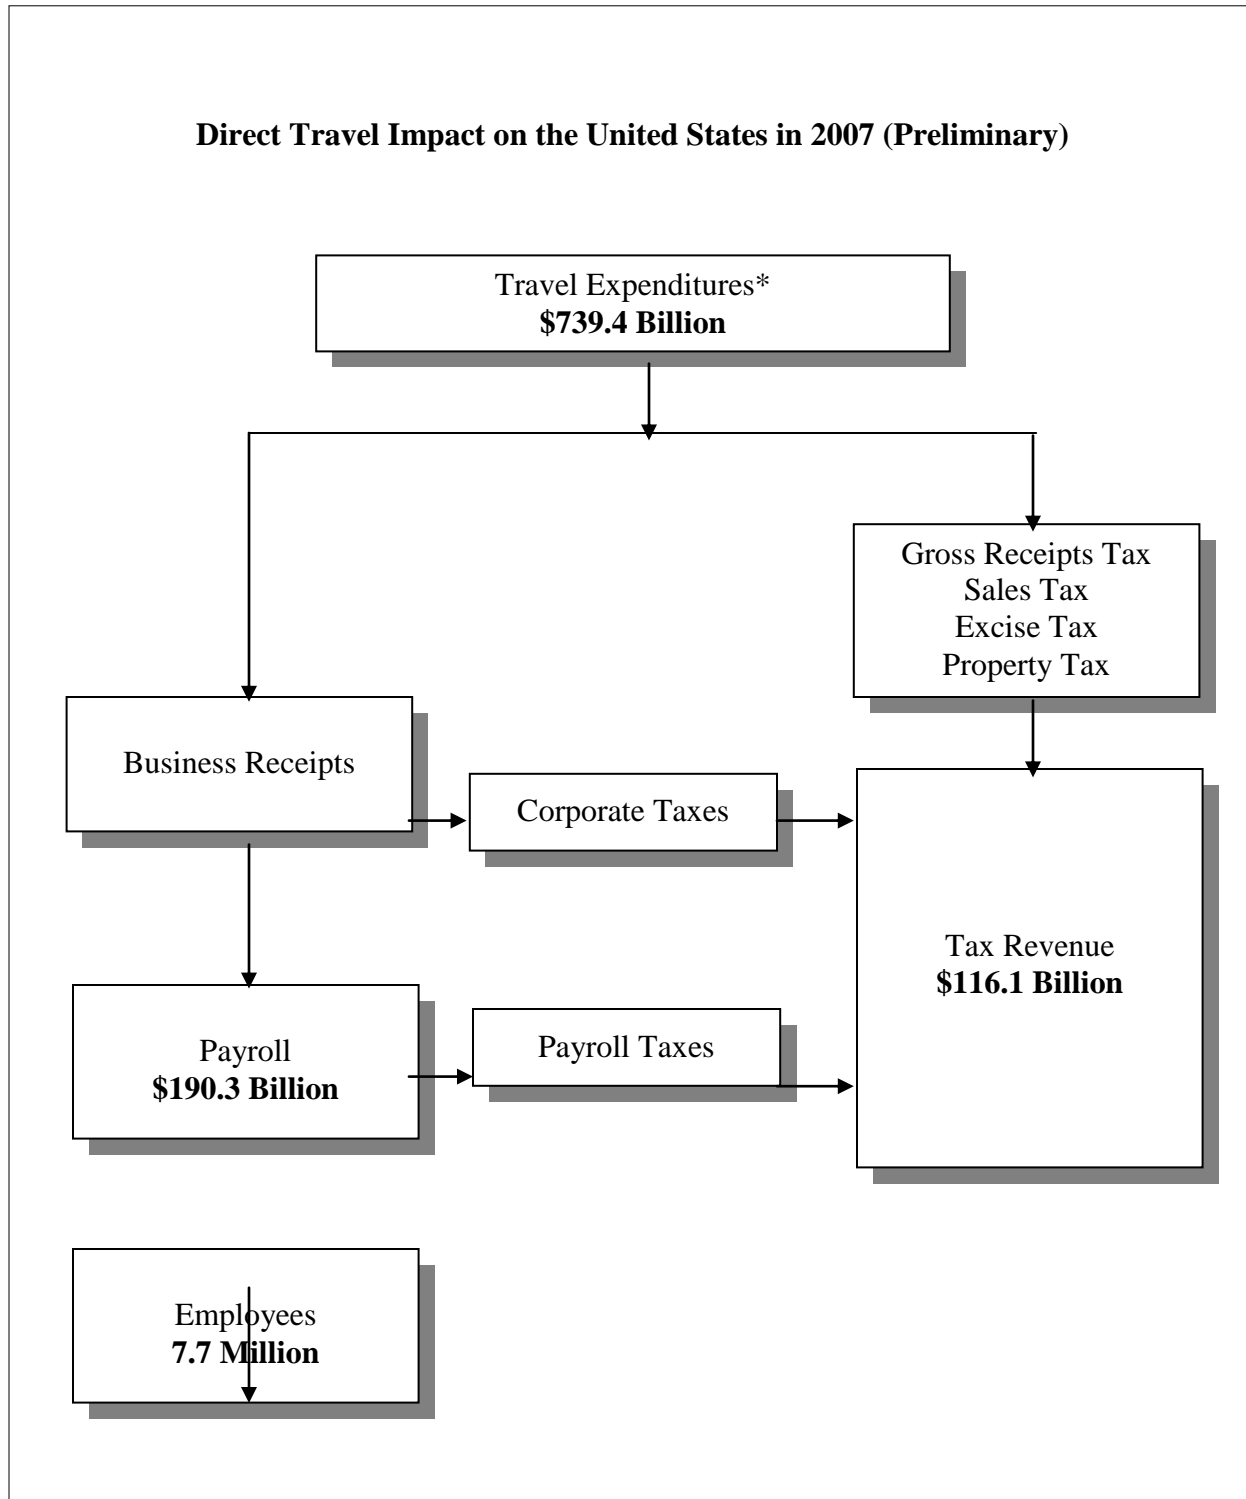 Direct Travel Impact on the United States in 2007 (Preliminary)
Travel Expenditures*
$739.4 Billion
Gross Receipts Tax
Sales Tax
Excise Tax
Property Tax
Business Receipts
Corporate Taxes
Tax Revenue
$116.1 Billion
Payroll
$190.3 Billion
Payroll Taxes
Employees
7.7 Million